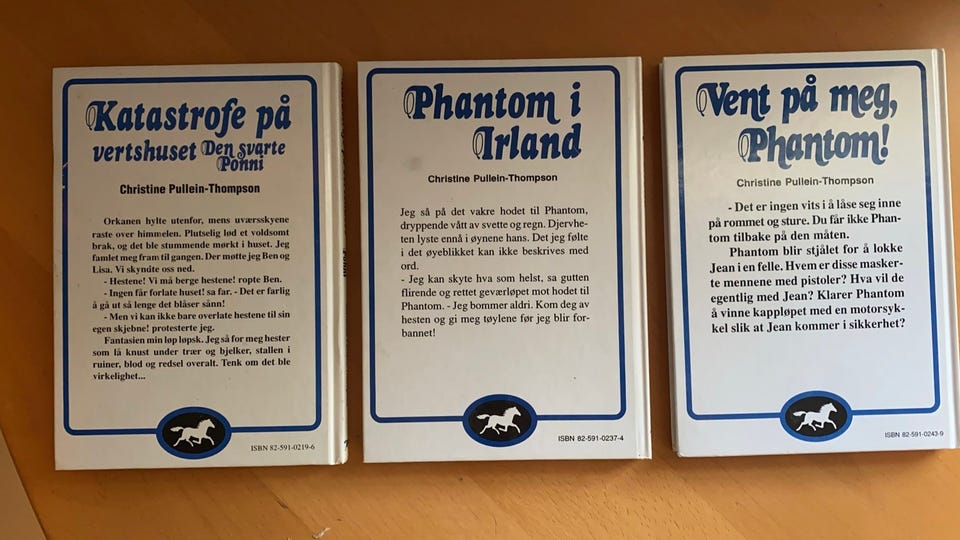 Katastrofe på
vertshuset Den svarte
Ponni
Christine Pullein-Thompson
Orkanen hylte utenfor, mens uværsskyene
raste over himmelen. Plutselig lød et voldsomt
brak, og det ble stummende mørkt i huset. Jeg
famlet meg fram til gangen. Der møtte jeg Ben og
Lisa. Vi skyndte oss ned.
- Hestene! Vi må berge hestene! ropte Ben.
- Ingen får forlate huset! sa far. - Det er farlig
å gå ut så lenge det blåser sånn!
- Men vi kan ikke bare overlate hestene til sin
egen skjebne! protesterte jeg.
Fantasien min løp løpsk. Jeg så for meg hester
som lå knust under trær og bjelker, stallen i
ruiner, blod og redsel overalt. Tenk om det ble
virkelighet...
ISBN 82-591-0219-6
Phantom i
Irland
Christine Pullein-Thompson
Jeg så på det vakre hodet til Phantom,
dryppende vått av svette og regn. Djervhe-
ten lyste ennå i øynene hans. Det jeg følte
i det øyeblikket kan ikke beskrives med
ord.
- Jeg kan skyte hva som helst, sa gutten
flirende og rettet geværløpet mot hodet til
Phantom. - Jeg bommer aldri. Kom deg av
hesten og gi meg tøylene før jeg blir for-
bannet!
ISBN 82-591-0237-4
Vent på meg,
Phantom!
Christine Pullein-Thompson
- Det er ingen vits i å låse seg inne
på rommet og sture. Du får ikke Phan-
tom tilbake på den måten.
Phantom blir stjålet for å lokke
Jean i en felle. Hvem er disse masker-
te mennene med pistoler? Hva vil de
egentlig med Jean? Klarer Phantom
å vinne kappløpet med en motorsyk-
kel slik at Jean kommer i sikkerhet?
ISBN 82-591-0243-9